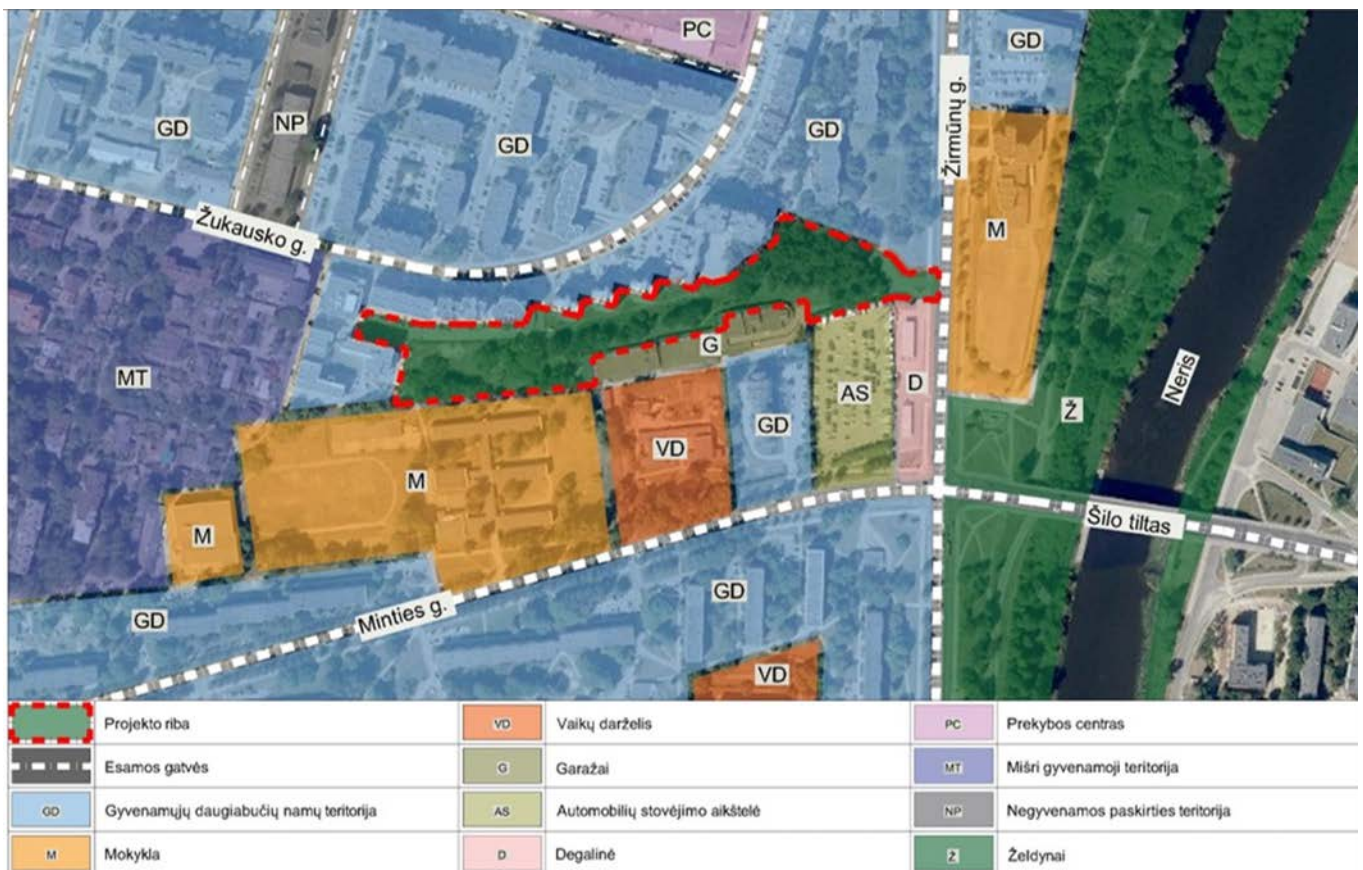 PC
GD
GD
NP
GD
GD
Žirmūnų g.
Žukausko g.
M
MT
G
AS
D
Neris
Ž
VD
GD
M
M
Šilo tiltas
GD
Minties g.
GD
VD
Projekto riba
VD Vaikų darželis
PC Prekybos centras
Esamos gatvės
G Garažai
MT Mišri gyvenamoji teritorija
GD Gyvenamųjų daugiabučių namų teritorija
AS Automobilių stovėjimo aikštelė
NP Negyvenamos paskirties teritorija
M Mokykla
D Degalinė
Ž Želdynai